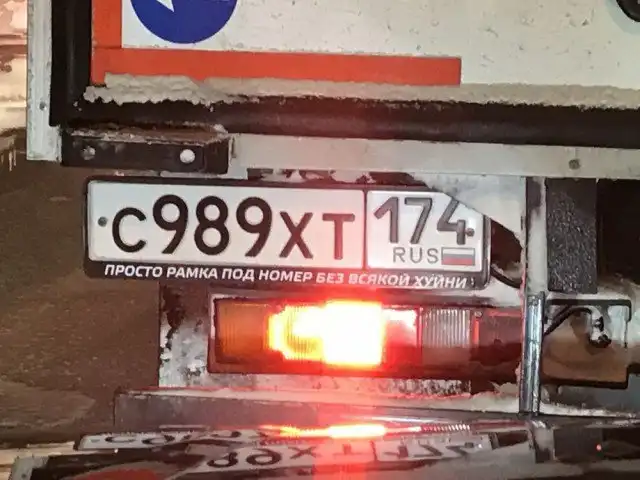 С989ХТ 174
RUS
ПРОСТО РАМКА ПОД НОМЕР БЕЗ ВСЯКОЙ ХУЙНИ